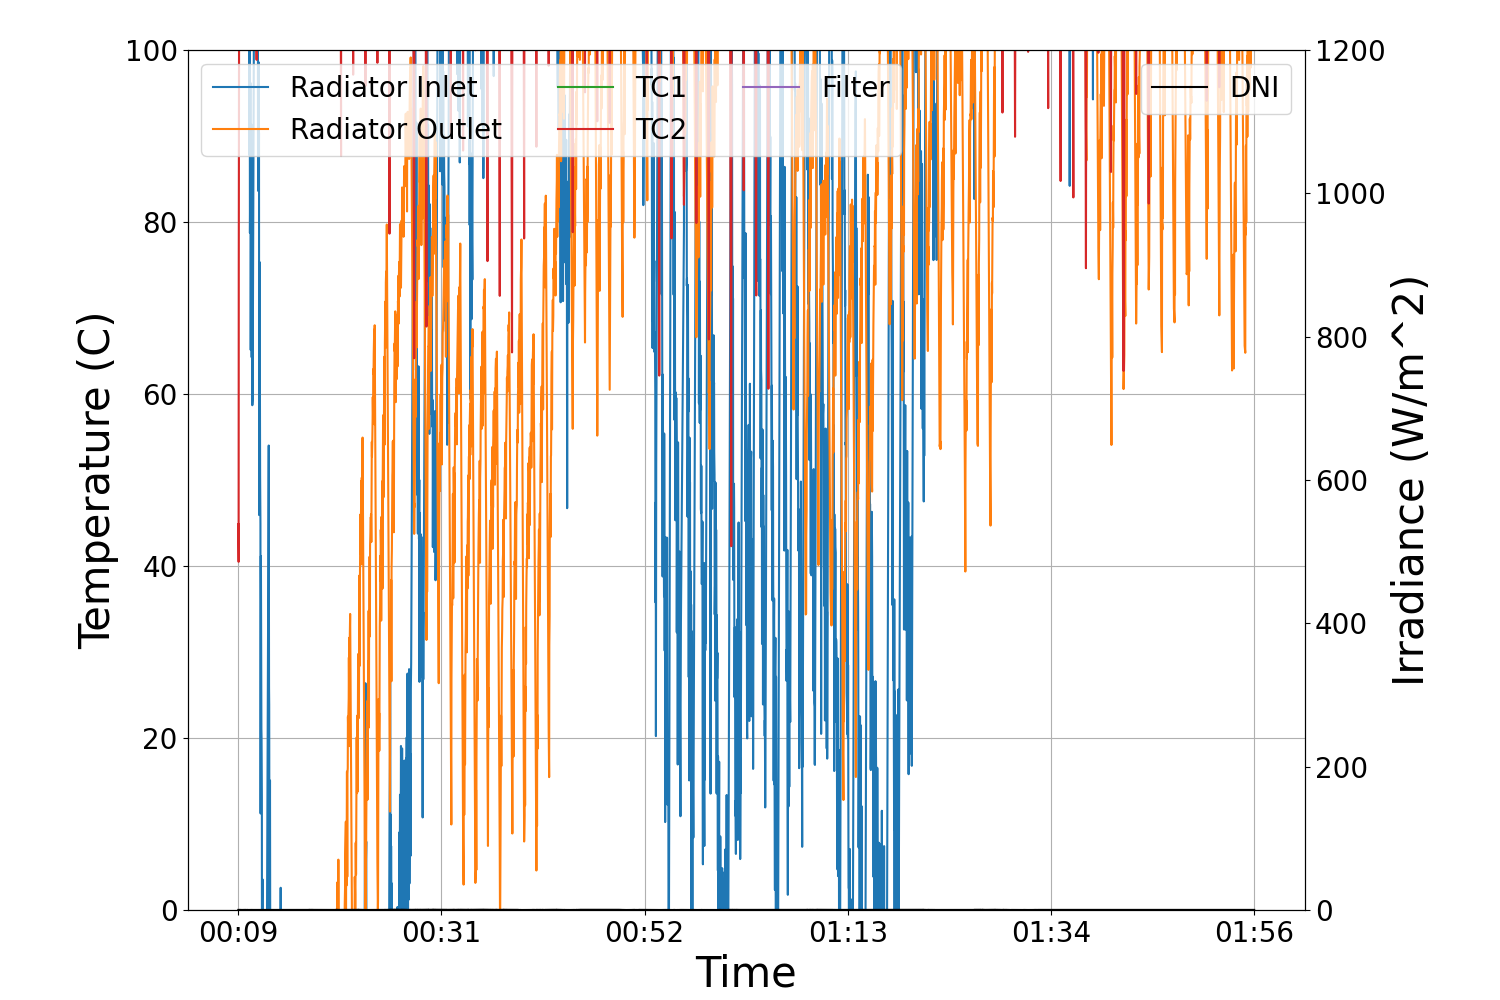 100
80
60
40
20
0
Temperature (C)
Radiator Inlet
Radiator Outlet
TC1
TC2
Filter
DNI
1200
1000
800
600
400
200
0
Irradiance (W/m^2)
00:09
00:31
00:52
01:13
01:34
01:56
Time